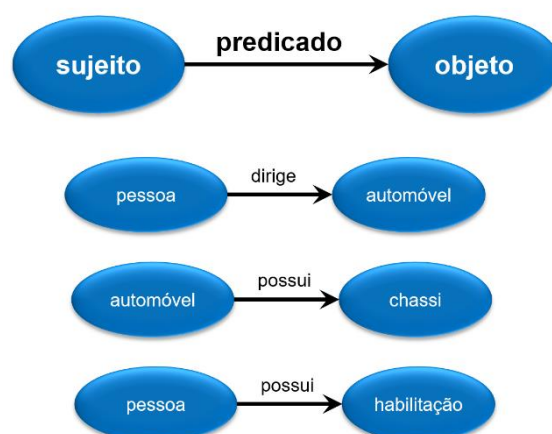 predicado
sujeito objeto
dirige
pessoa automóvel
possui
automóvel chassi
possui
pessoa habilitação